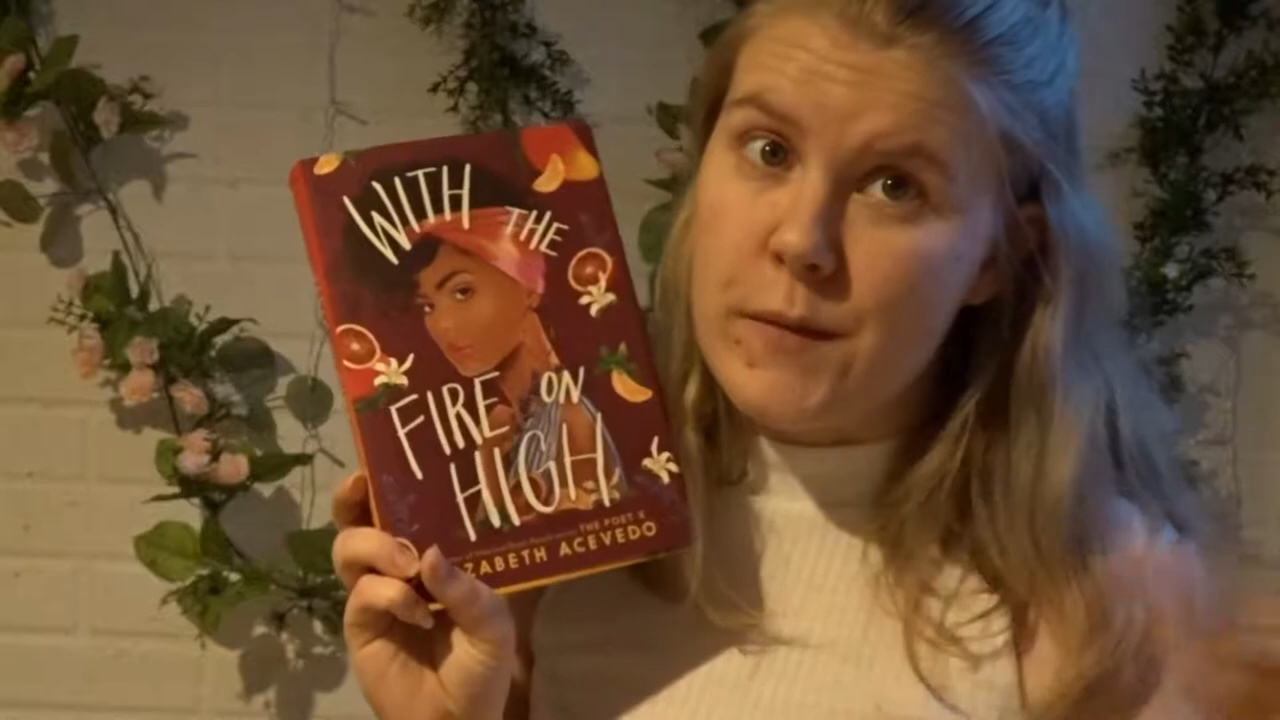 WITH THE
FIRE ON
HIGH
THE POET X
ZABETH ACEVEDO